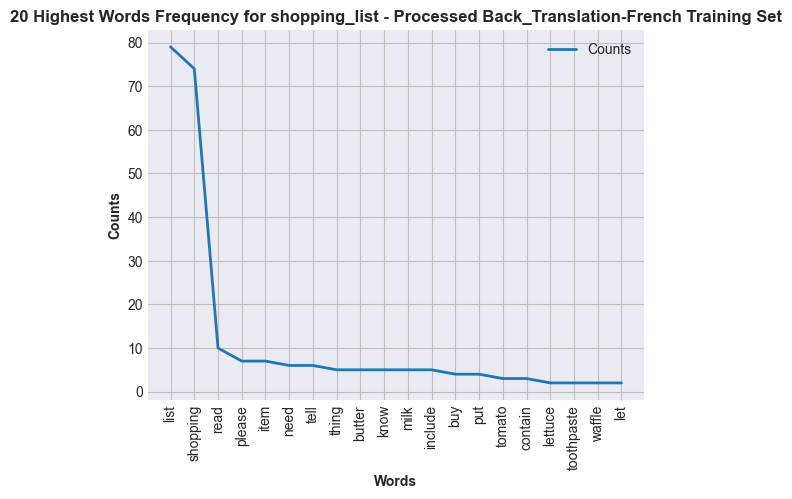 20 Highest Words Frequency for shopping_list - Processed Back_Translation-French Training Set
Counts
80
70
60
50
40
30
20
10
0
Counts
list
shopping
read
please
item
need
tell
thing
butter
know
milk
include
buy
put
tomato
contain
lettuce
toothpaste
waffle
let
Words